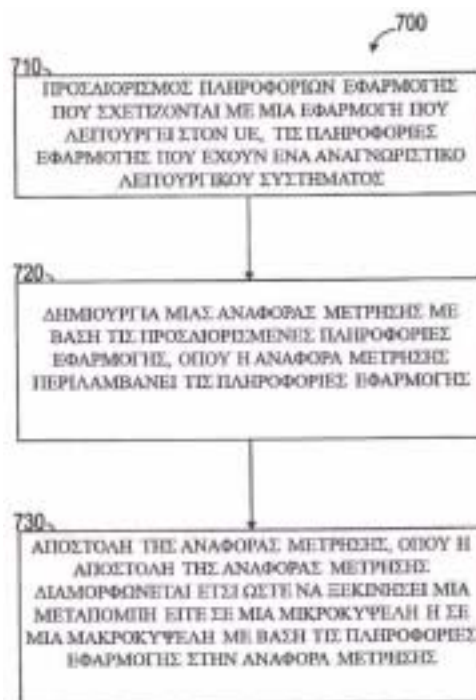 700
710
ΠΡΟΣΔΙΟΡΙΣΜΟΣ ΠΛΗΡΟΦΟΡΙΩΝ ΕΦΑΡΜΟΓΗΣ
ΠΟΥ ΣΧΕΤΙΖΟΝΤΑΙ ΜΕ ΜΙΑ ΕΦΑΡΜΟΓΗ ΠΟΥ
ΛΕΙΤΟΥΡΓΕΙ ΣΤΟΝ UE, ΤΙΣ ΠΛΗΡΟΦΟΡΙΕΣ
ΕΦΑΡΜΟΓΗΣ ΠΟΥ ΕΧΟΥΝ ΕΝΑ ΑΝΑΓΝΩΡΙΣΤΙΚΟ
ΛΕΙΤΟΥΡΓΙΚΟΥ ΣΥΣΤΗΜΑΤΟΣ
720
ΔΗΜΙΟΥΡΓΙΑ ΜΙΑΣ ΑΝΑΦΟΡΑΣ ΜΕΤΡΗΣΗΣ ΜΕ
ΒΑΣΗ ΤΙΣ ΠΡΟΣΔΙΟΡΙΣΜΕΝΕΣ ΠΛΗΡΟΦΟΡΙΕΣ
ΕΦΑΡΜΟΓΗΣ, ΟΠΟΥ Η ΑΝΑΦΟΡΑ ΜΕΤΡΗΣΗΣ
ΠΕΡΙΛΑΜΒΑΝΕΙ ΤΙΣ ΠΛΗΡΟΦΟΡΙΕΣ ΕΦΑΡΜΟΓΗΣ
730
ΑΠΟΣΤΟΛΗ ΤΗΣ ΑΝΑΦΟΡΑΣ ΜΕΤΡΗΣΗΣ, ΟΠΟΥ Η
ΑΠΟΣΤΟΛΗ ΤΗΣ ΑΝΑΦΟΡΑΣ ΜΕΤΡΗΣΗΣ
ΔΙΑΜΟΡΦΩΝΕΤΑΙ ΕΤΣΙ ΩΣΤΕ ΝΑ ΞΕΚΙΝΗΣΕΙ ΜΙΑ
ΜΕΤΑΠΟΜΠΗ ΕΙΤΕ ΣΕ ΜΙΑ ΜΙΚΡΟΚΥΨΕΛΗ Η ΣΕ
ΜΙΑ ΜΑΚΡΟΚΥΨΕΛΗ ΜΕ ΒΑΣΗ ΤΙΣ ΠΛΗΡΟΦΟΡΙΕΣ
ΕΦΑΡΜΟΓΗΣ ΣΤΗΝ ΑΝΑΦΟΡΑ ΜΕΤΡΗΣΗΣ.